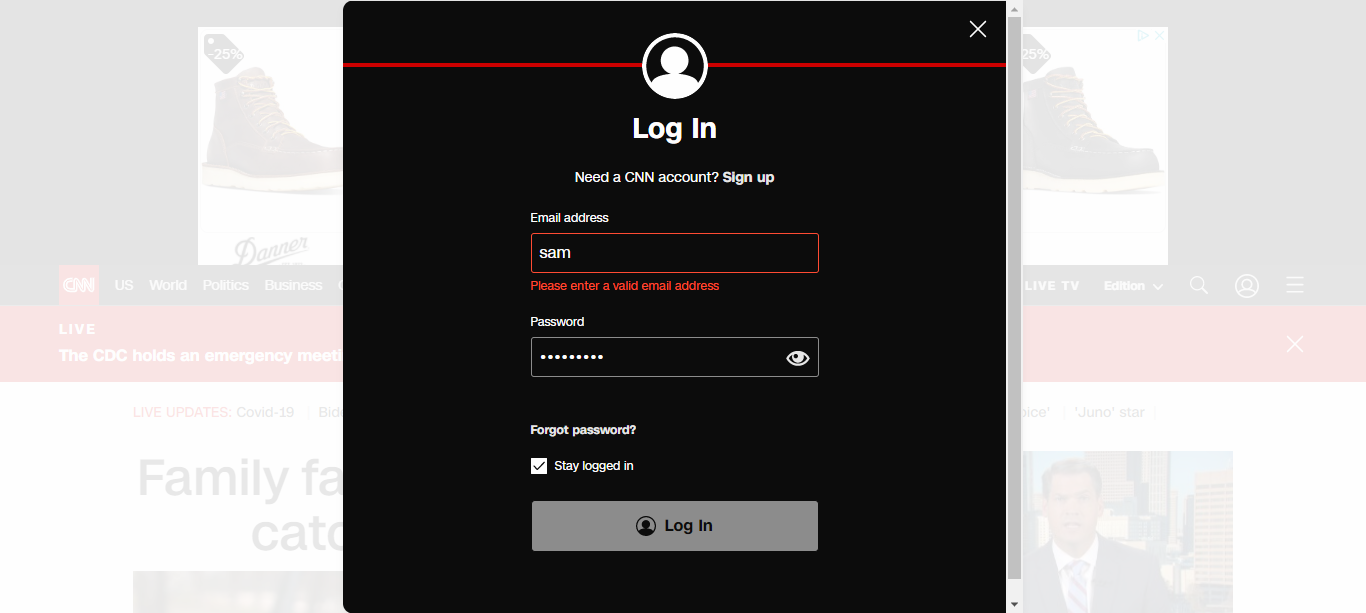 -25%
25%
Danner
Log In
Need a CNN account? Sign up
Email address
sam
Please enter a valid email address
Password
•••••••••
Forgot password?
Stay logged in
Log In
CNN US World Politics Business
LIVE TV Edition
LIVE
The CDC holds an emergency meeti
LIVE UPDATES: Covid-19 | Bid
oice' | 'Juno' star |
Family fa
catc